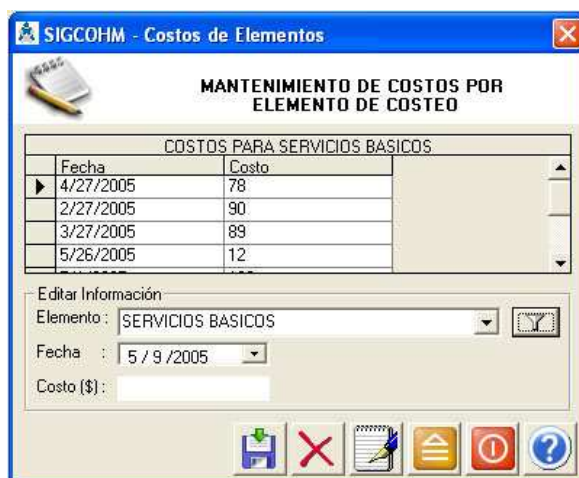 SIGCOHM - Costos de Elementos
MANTENIMIENTO DE COSTOS POR
ELEMENTO DE COSTEO
COSTOS PARA SERVICIOS BASICOS
Fecha Costo
4/27/2005 78
2/27/2005 90
3/27/2005 89
5/26/2005 12
Editar Información
Elemento : SERVICIOS BASICOS
Fecha : 5 / 9 /2005
Costo ($) :